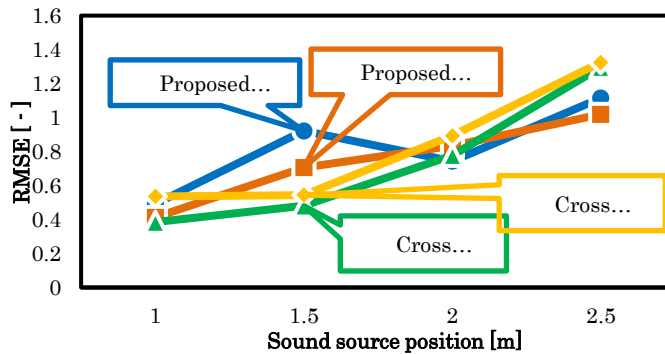 1.6
1.4
1.2
1
0.8
0.6
0.4
0.2
0
RMSE [ - ]
Proposed...
Proposed...
Cross...
Cross...
1 1.5 2 2.5
Sound source position [m]